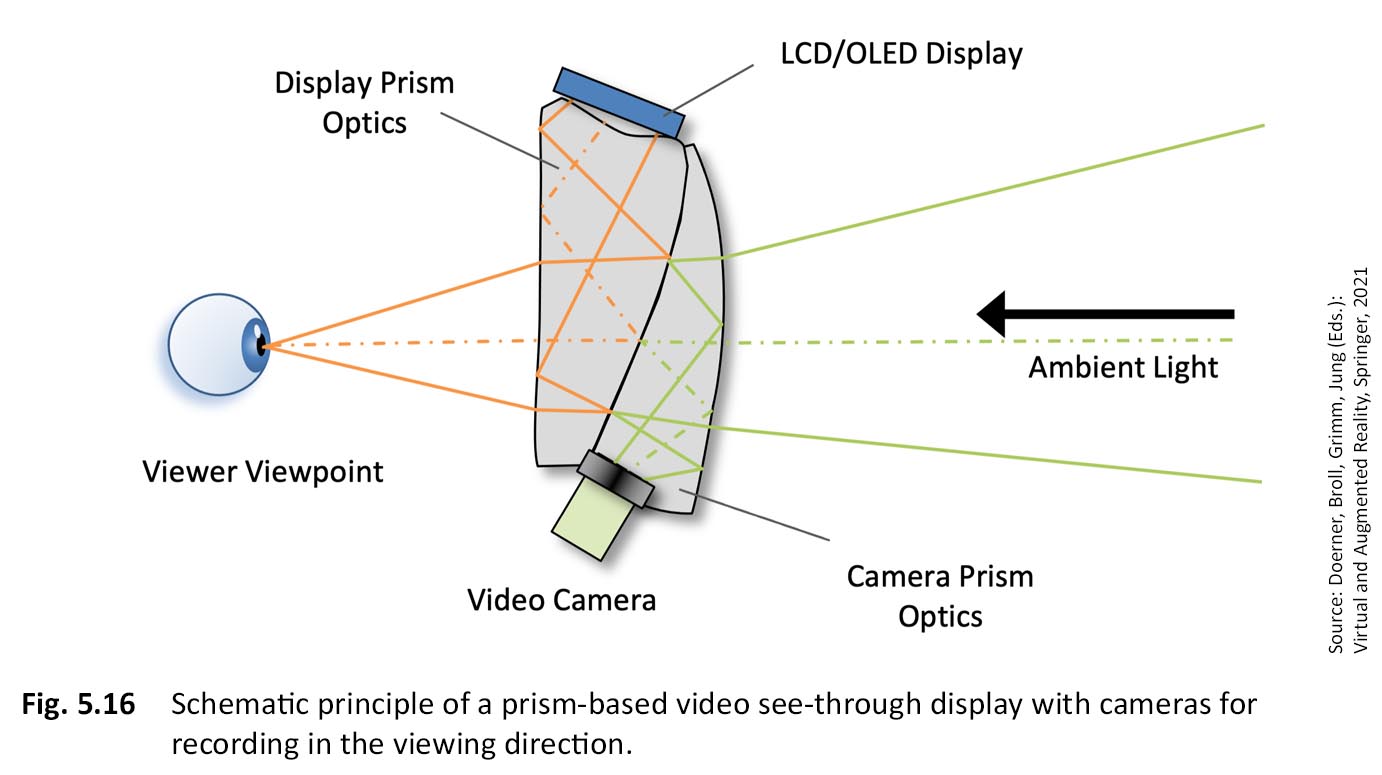 LCD/OLED Display
Display Prism
Optics
Ambient Light
Viewer Viewpoint
Camera Prism
Optics
Video Camera
Source: Doerner, Broll, Grimm, Jung (Eds.):
Virtual and Augmented Reality, Springer, 2021
Fig. 5.16 Schematic principle of a prism-based video see-through display with cameras for
recording in the viewing direction.